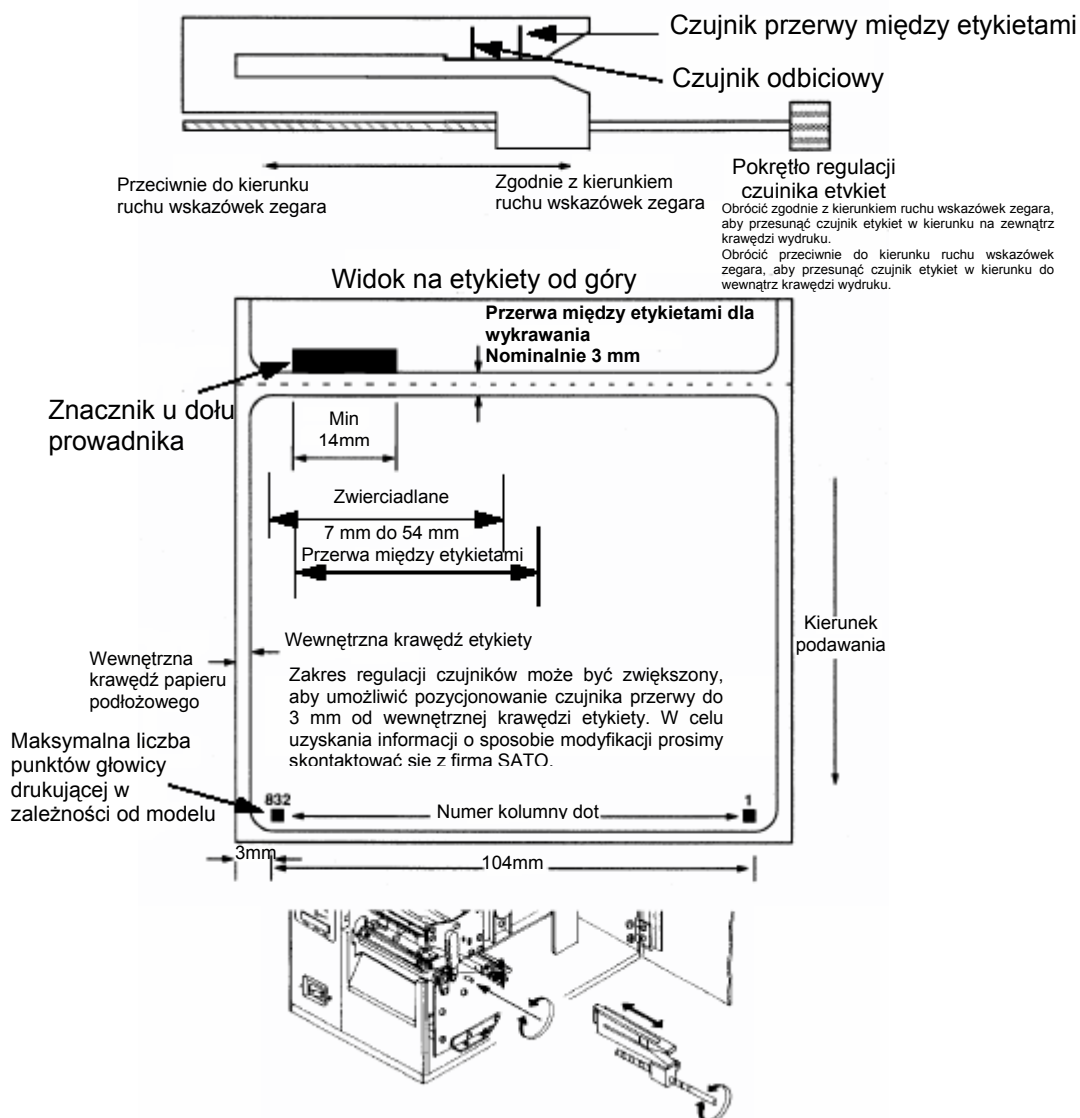 Czujnik przerwy między etykietami
Czujnik odbiciowy
Pokrętło regulacji
czujnika etykiet
Przeciwnie do kierunku
ruchu wskazówek zegara
Zgodnie z kierunkiem
ruchu wskazówek zegara
Obrócić zgodnie z kierunkiem ruchu wskazówek zegara,
aby przesunąć czujnik etykiet w kierunku na zewnątrz
krawędzi wydruku.
Obrócić przeciwnie do kierunku ruchu wskazówek
zegara, aby przesunąć czujnik etykiet w kierunku do
wewnątrz krawędzi wydruku.
Widok na etykiety od góry
Przerwa między etykietami dla
wykrawania
Nominalnie 3 mm
Znacznik u dołu
prowadnika
Min
14mm
Zwierciadlane
7 mm do 54 mm
Przerwa między etykietami
Kierunek
podawania
Wewnętrzna krawędź etykiety
Wewnętrzna
krawędź papieru
podłożowego
Zakres regulacji czujników może być zwiększony,
aby umożliwić pozycjonowanie czujnika przerwy do
3 mm od wewnętrznej krawędzi etykiety. W celu
uzyskania informacji o sposobie modyfikacji prosimy
skontaktować się z firmą SATO.
Maksymalna liczba
punktów głowicy
drukującej w
zależności od modelu
832
Numer kolumny dot
1
3mm
104mm